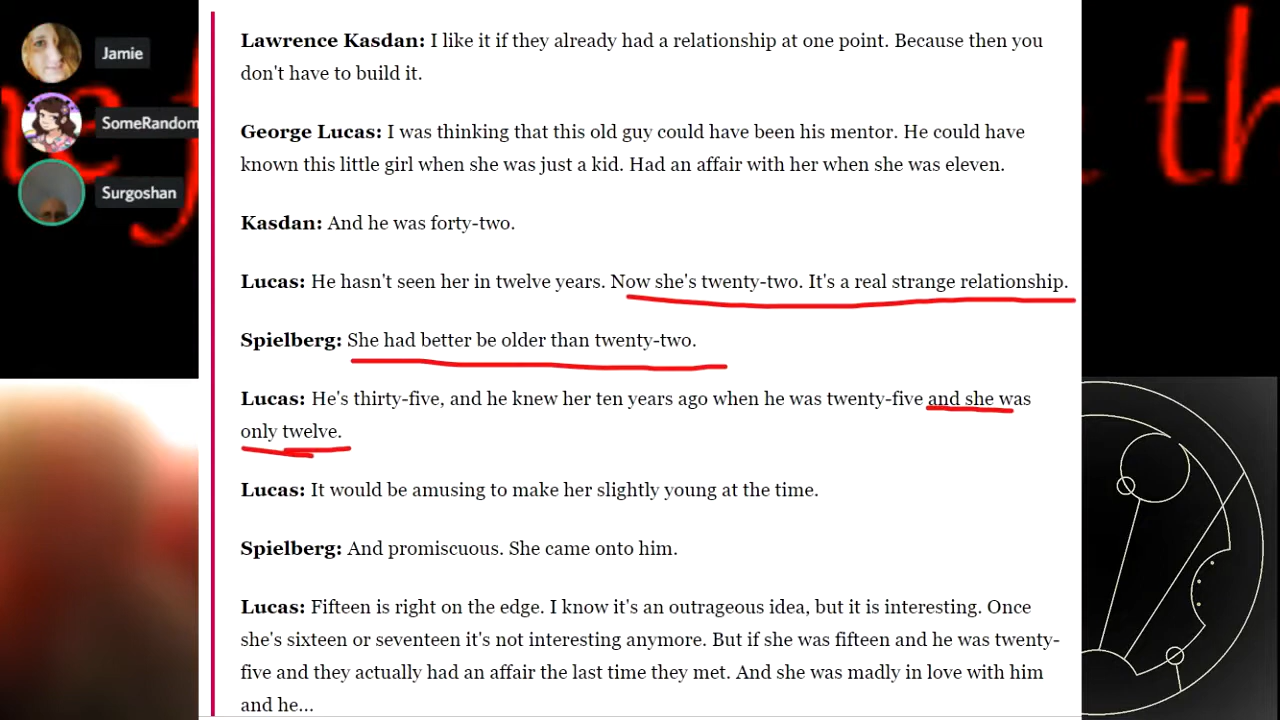 Jamie
SomeRandom
Surgoshan
Lawrence Kasdan: I like it if they already had a relationship at one point. Because then you
don't have to build it.
George Lucas: I was thinking that this old guy could have been his mentor. He could have
known this little girl when she was just a kid. Had an affair with her when she was eleven.
Kasdan: And he was forty-two.
Lucas: He hasn't seen her in twelve years. Now she's twenty-two. It's a real strange relationship.
Spielberg: She had better be older than twenty-two.
Lucas: He's thirty-five, and he knew her ten years ago when he was twenty-five and she was
only twelve.
Lucas: It would be amusing to make her slightly young at the time.
Spielberg: And promiscuous. She came onto him.
Lucas: Fifteen is right on the edge. I know it's an outrageous idea, but it is interesting. Once
she's sixteen or seventeen it's not interesting anymore. But if she was fifteen and he was twenty-
five and they actually had an affair the last time they met. And she was madly in love with him
and he...